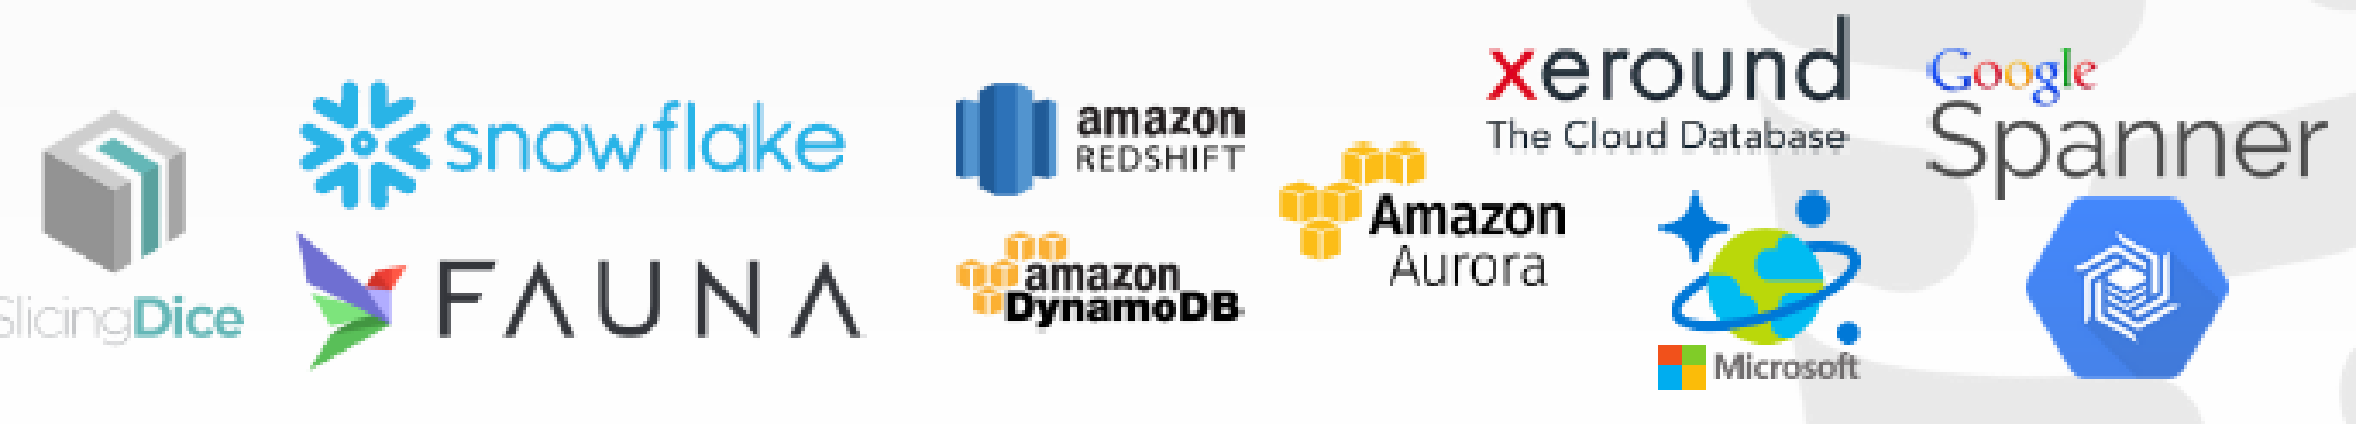 SlicingDice
snowflake
FAUNA
amazon
REDSHIFT
amazon
DynamoDB
Amazon
Aurora
xeround
The Cloud Database
Microsoft
Google
Spanner